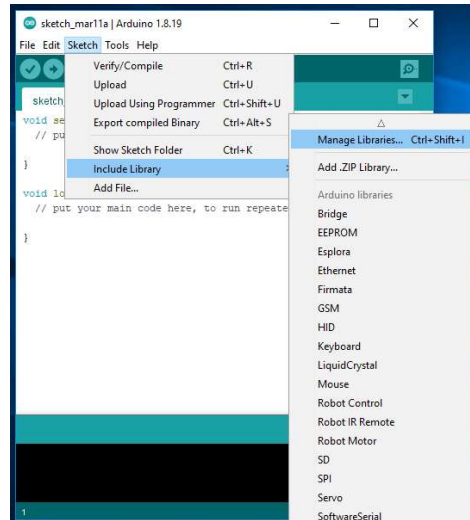 sketch_mar11a | Arduino 1.8.19
File Edit Sketch Tools Help
Verify/Compile Ctrl+R
Upload Ctrl+U
Upload Using Programmer Ctrl+Shift+U
Export compiled Binary Ctrl+Alt+S
Show Sketch Folder Ctrl+K
Include Library
Add File...
sketch_
void se
// pu
}
void lo
// put your main code here, to run repeate
}
Manage Libraries... Ctrl+Shift+I
Add .ZIP Library...
Arduino libraries
Bridge
EEPROM
Esplora
Ethernet
Firmata
GSM
HID
Keyboard
LiquidCrystal
Mouse
Robot Control
Robot IR Remote
Robot Motor
SD
SPI
Servo
SoftwareSerial
1